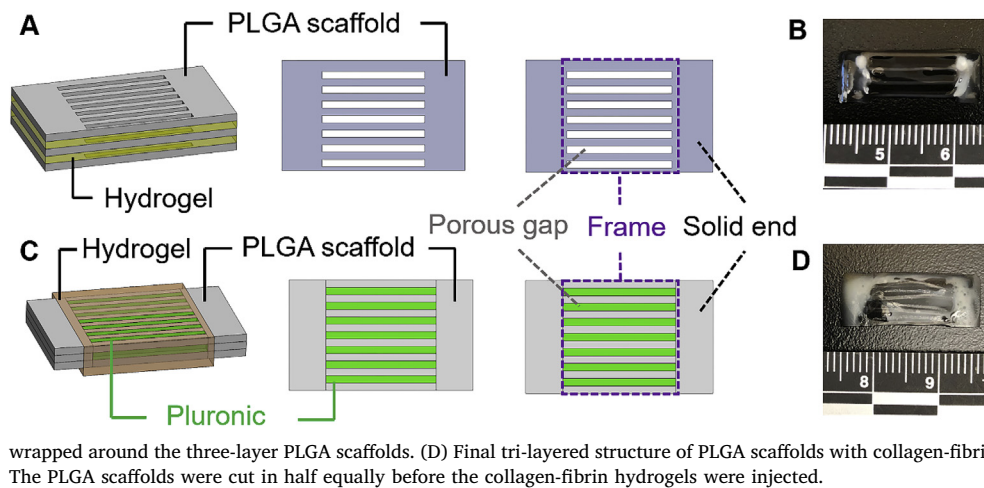 A
PLGA scaffold
B
Hydrogel
5 6
Porous gap Frame Solid end
C
Hydrogel PLGA scaffold
D
Pluronic
8 9
wrapped around the three-layer PLGA scaffolds. (D) Final tri-layered structure of PLGA scaffolds with collagen-fibri
The PLGA scaffolds were cut in half equally before the collagen-fibrin hydrogels were injected.